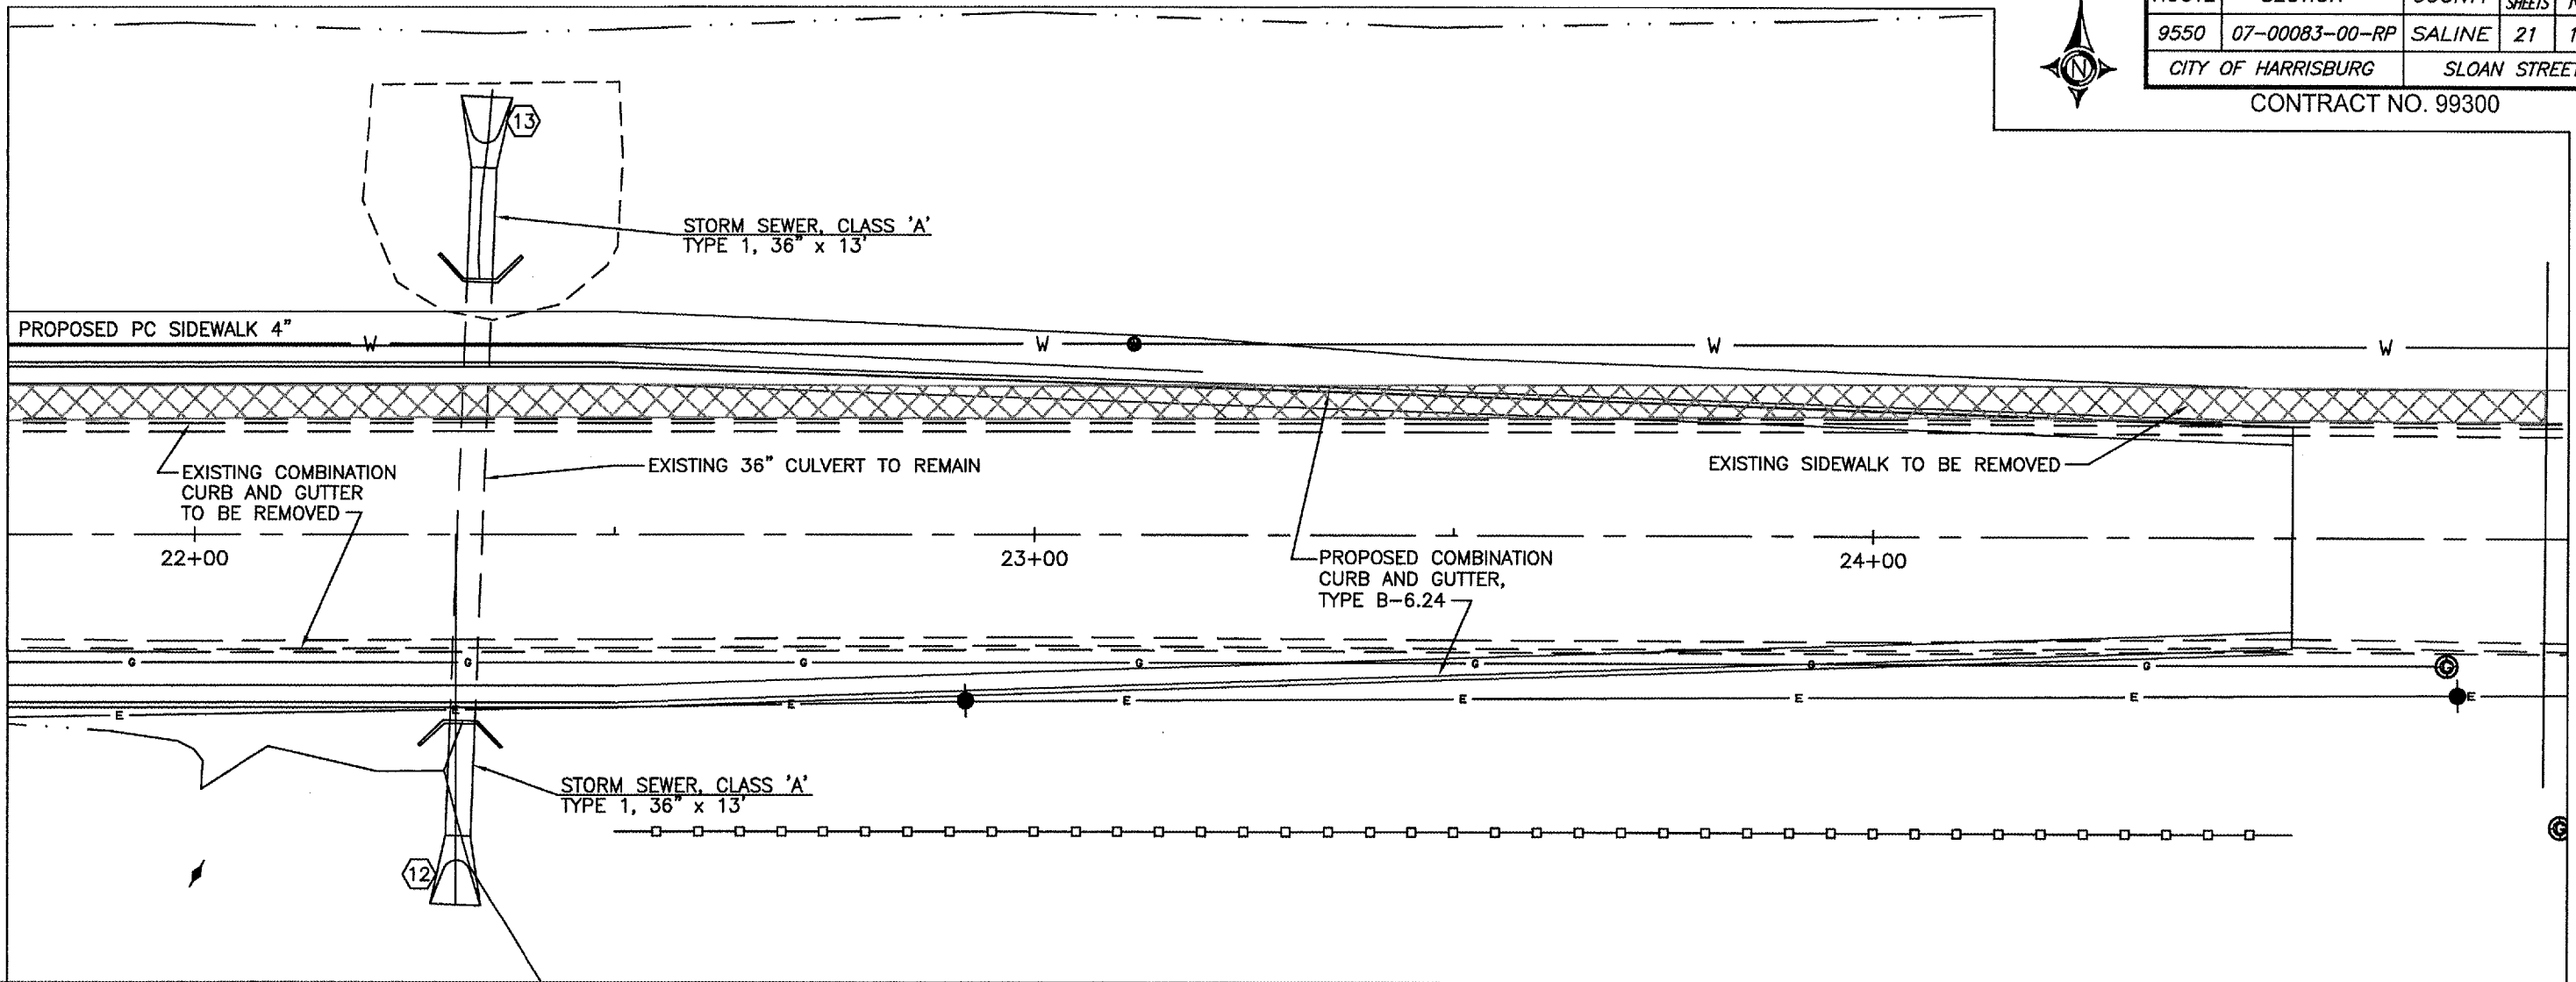 SHEETS
9550 07-00083-00-RP SALINE 21
CITY OF HARRISBURG SLOAN STREET
CONTRACT NO. 99300
N
13
STORM SEWER, CLASS 'A'
TYPE 1, 36" x 13'
PROPOSED PC SIDEWALK 4"
W W W W
EXISTING COMBINATION
CURB AND GUTTER
TO BE REMOVED
EXISTING 36" CULVERT TO REMAIN
EXISTING SIDEWALK TO BE REMOVED
22+00 23+00 24+00
PROPOSED COMBINATION
CURB AND GUTTER,
TYPE B-6.24
G G G G G G G G
E E E E E E E E
STORM SEWER, CLASS 'A'
TYPE 1, 36" x 13'
G
12